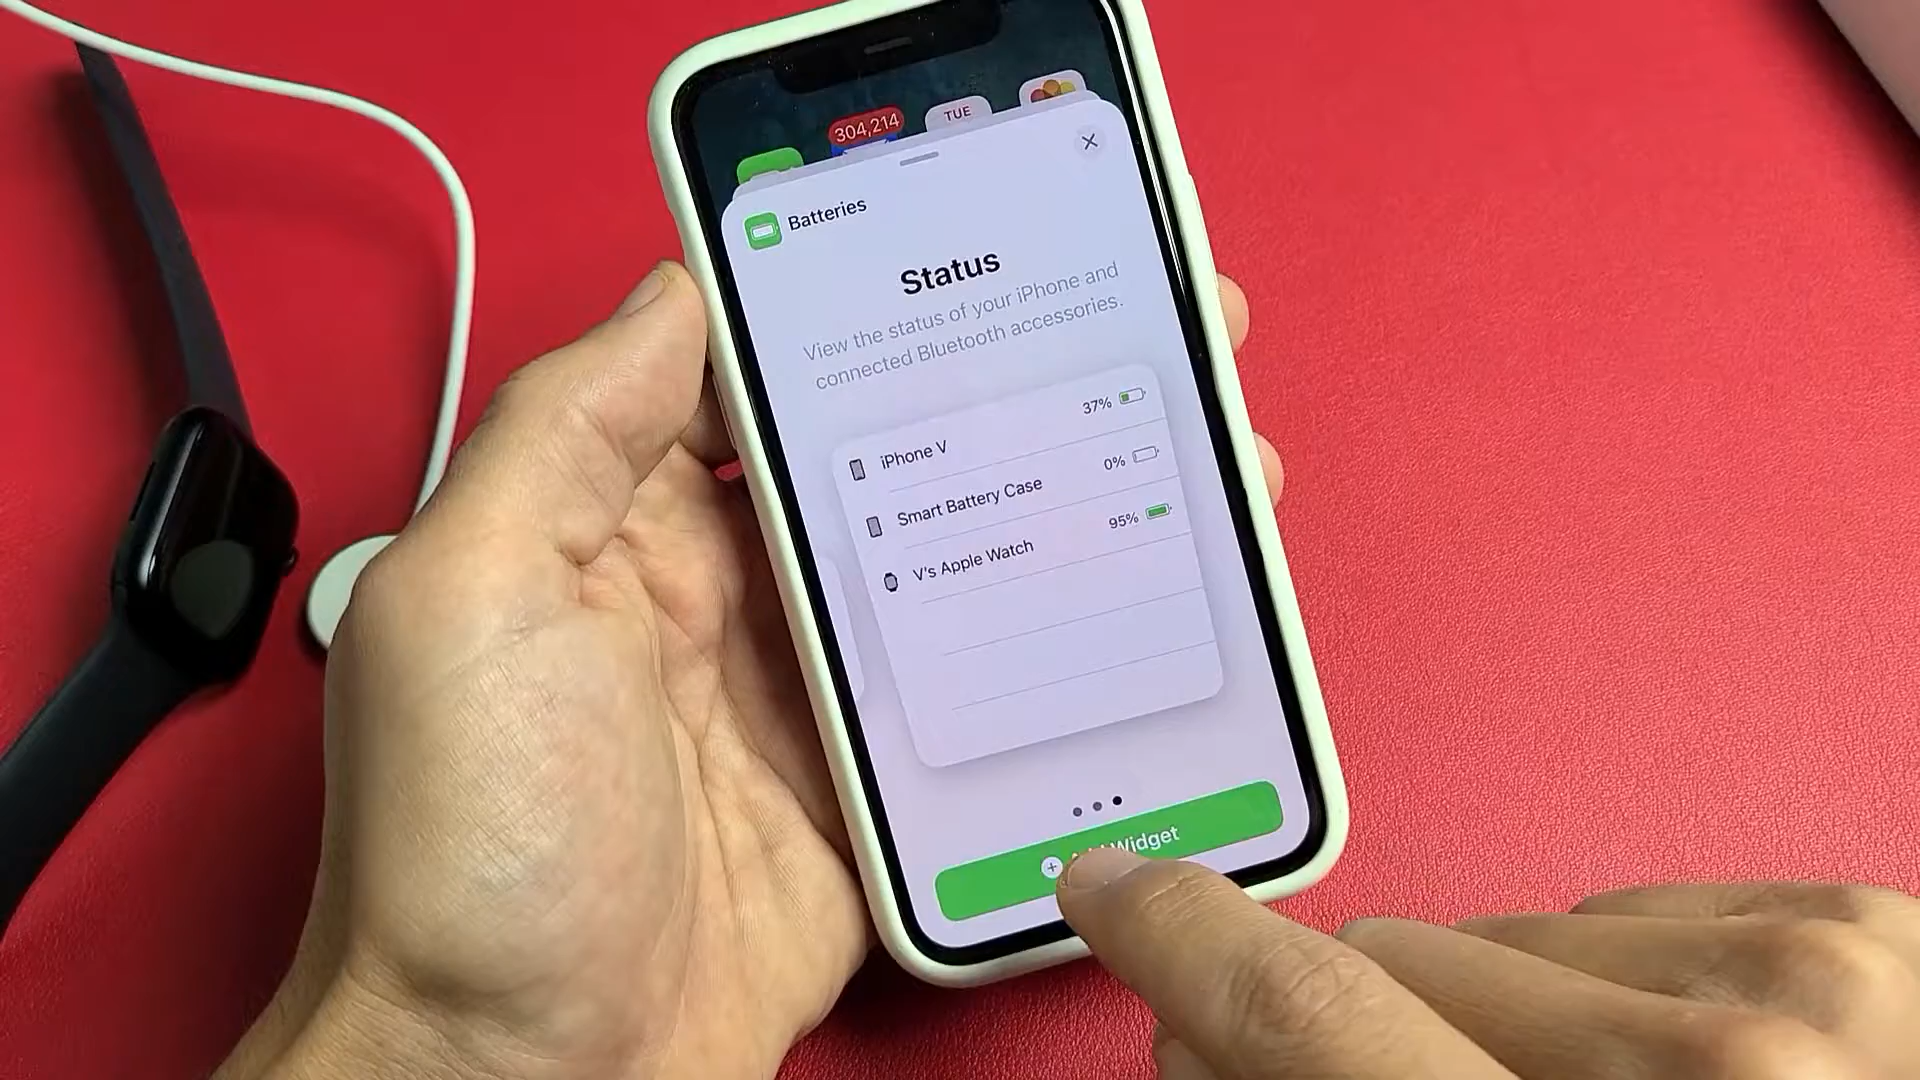 304,214
TUE
Batteries
Status
View the status of your iPhone and
connected Bluetooth accessories.
iPhone V 37%
Smart Battery Case 0%
V's Apple Watch 95%
Widget